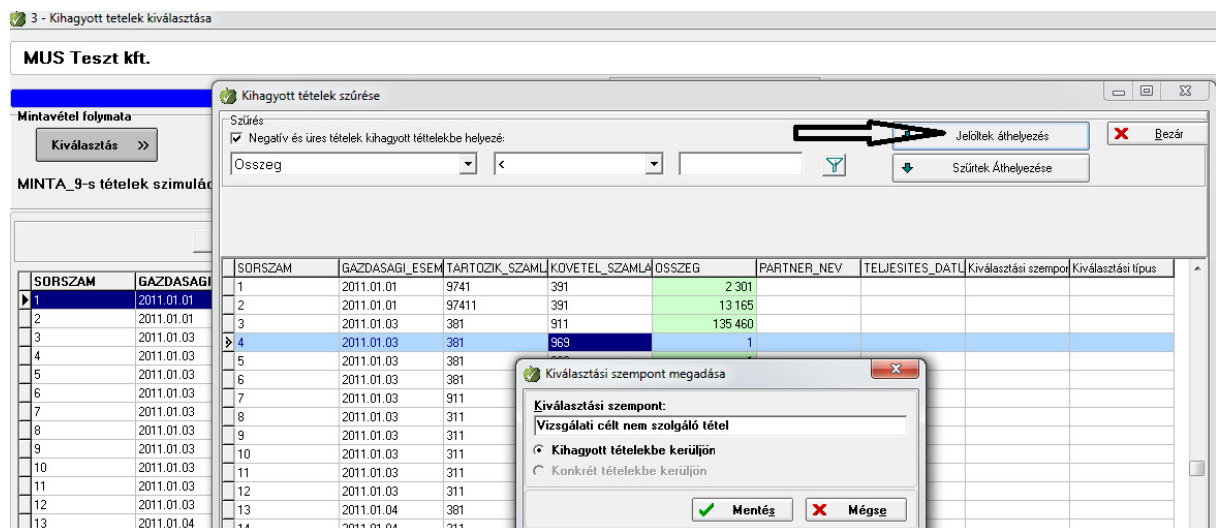 3 - Kihagyott tetelek kiválasztása
MUS Teszt kft.
Mintavétel folymata
Kiválasztás >>
MINTA_9-s tételek szimulác
SORSZAM GAZDASAGI
1 2011.01.01
2 2011.01.01
3 2011.01.03
4 2011.01.03
5 2011.01.03
6 2011.01.03
7 2011.01.03
8 2011.01.03
9 2011.01.03
10 2011.01.03
11 2011.01.03
12 2011.01.03
13 2011.01.04
Kihagyott tételek szűrése
Szűrés
Negatív és üres tételek kihagyott téttelekbe helyezé:
Osszeg <
Jelöltek áthelyezés
Bezár
Szűrtek Áthelyezése
SORSZAM GAZDASAGI_ESEM TARTOZIK_SZAML KOVETEL_SZAMLA OSSZEG PARTNER_NEV TELJESITES_DATU Kiválasztási szempor Kiválasztási típus
1 2011.01.01 9741 391 2 301
2 2011.01.01 97411 391 13 165
3 2011.01.03 381 911 135 460
4 2011.01.03 381 969 1
5 2011.01.03 381
6 2011.01.03 381
7 2011.01.03 911
8 2011.01.03 311
9 2011.01.03 311
10 2011.01.03 311
11 2011.01.03 311
12 2011.01.03 311
13 2011.01.04 381
14 2011.01.04 311
Kiválasztási szempont megadása
Kiválasztási szempont:
Vizsgálati célt nem szolgáló tétel
Kihagyott tételekbe kerüljön
Konkrét tételekbe kerüljön
Mentés
Mégse